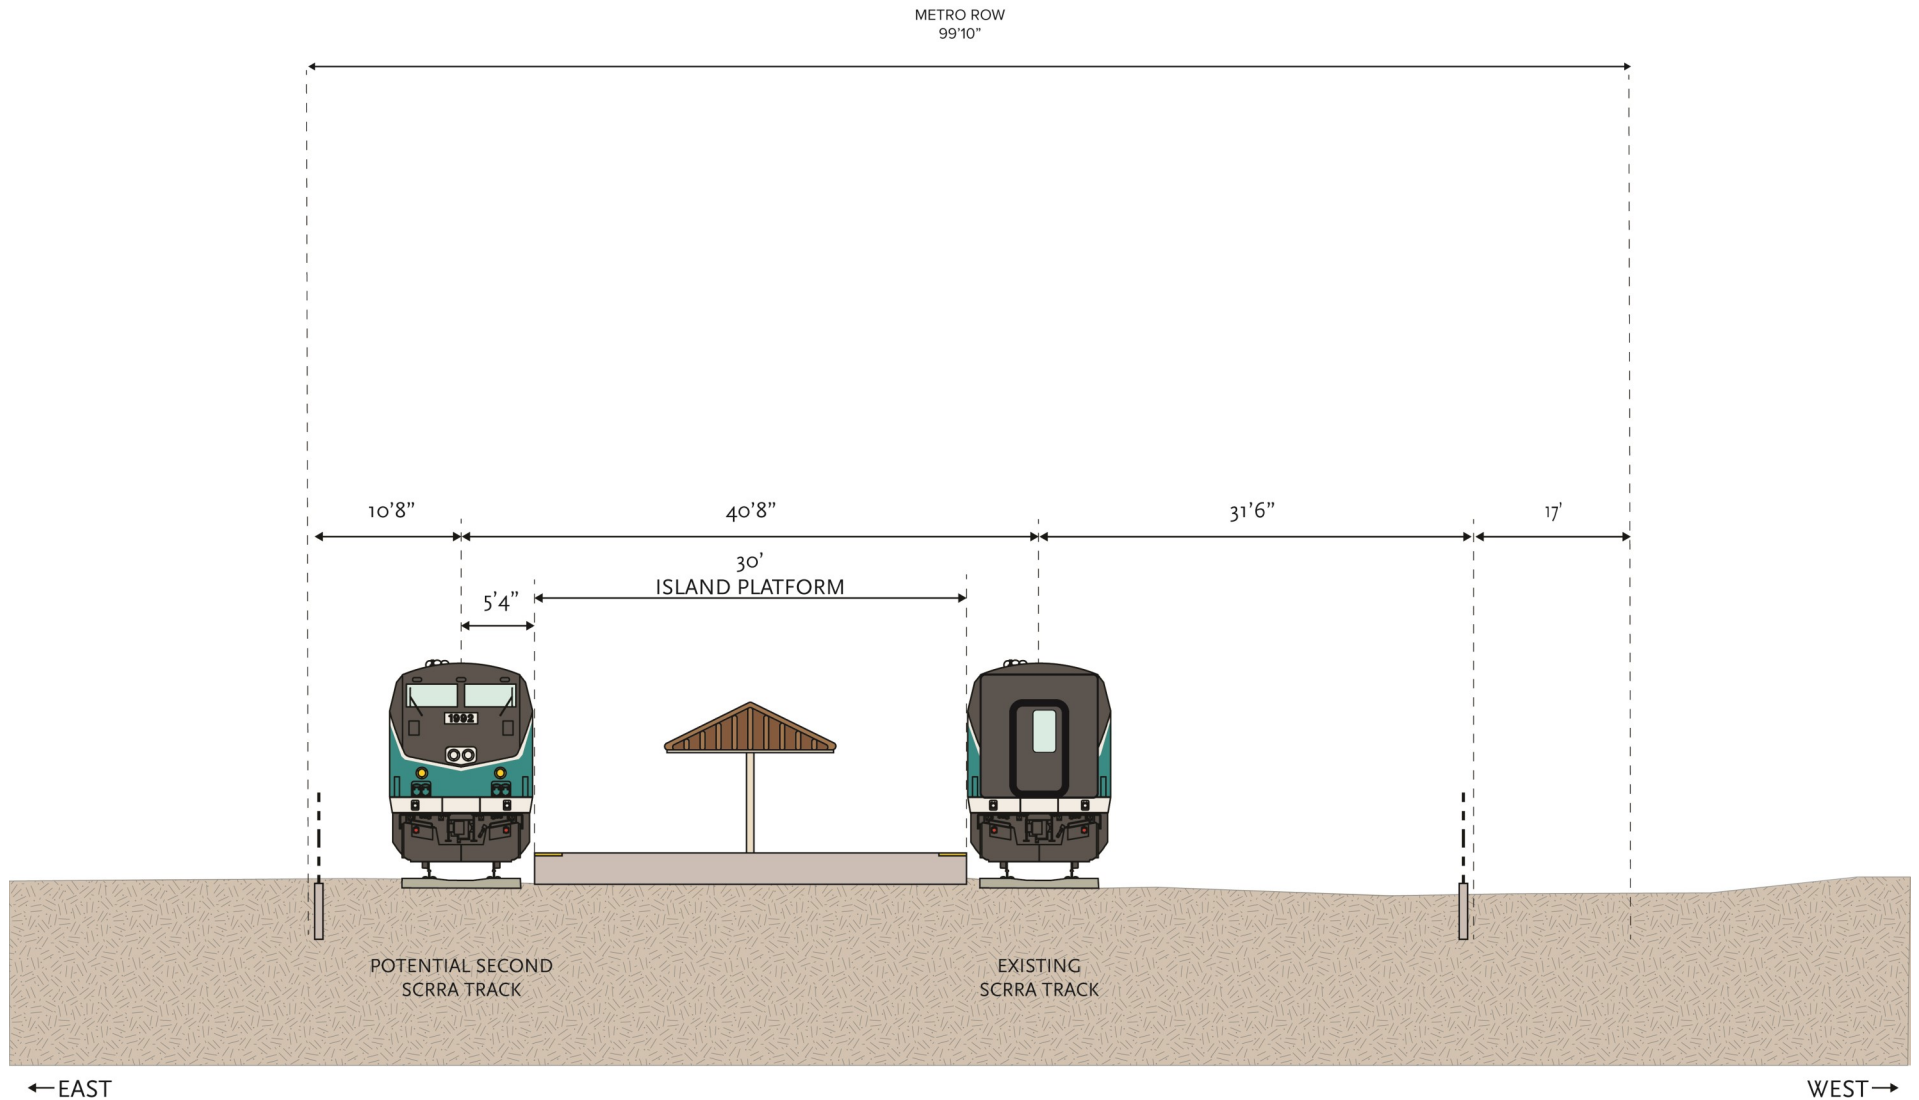 METRO ROW
99'10"
10'8"
40'8"
31'6"
17'
30'
ISLAND PLATFORM
5'4"
1992
POTENTIAL SECOND
SCRRA TRACK
EXISTING
SCRRA TRACK
←EAST
WEST→